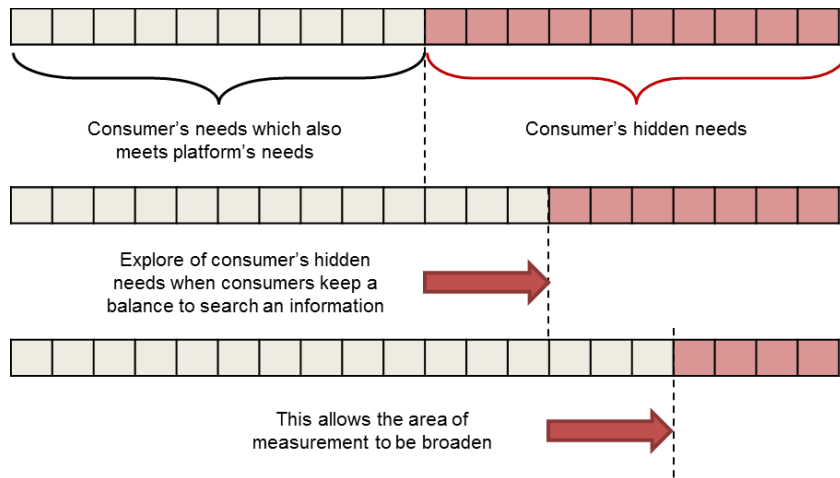 Consumer's needs which also
meets platform's needs
Consumer's hidden needs
Explore of consumer's hidden
needs when consumers keep a
balance to search an information
This allows the area of
measurement to be broaden